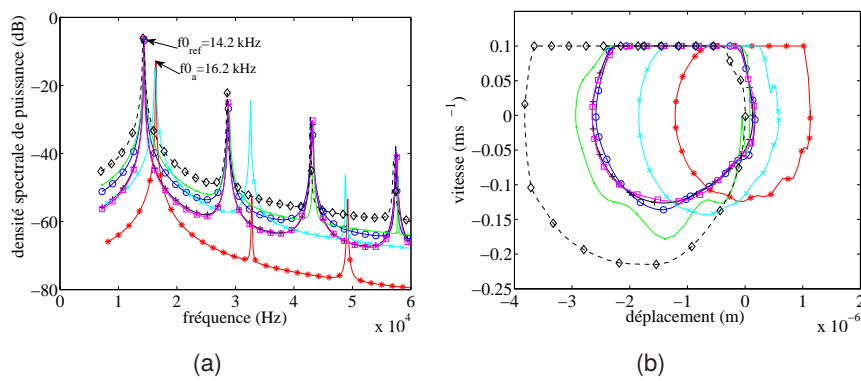 densité spectrale de puissance (dB)
0
−20
−40
−60
−80
f0ref=14.2 kHz
f0a=16.2 kHz
0 1 2 3 4 5 6
x 10^4
fréquence (Hz)
(a)
vitesse (ms^−1)
0.1
0.05
0
−0.05
−0.1
−0.15
−0.2
−0.25
−4 −3 −2 −1 0 1 2
x 10^−6
déplacement (m)
(b)